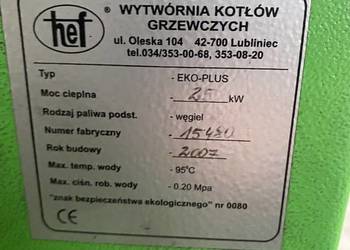 hef ®
WYTWÓRNIA KOTŁÓW
GRZEWCZYCH
ul. Oleska 104 42-700 Lubliniec
tel.034/353-00-68, 353-08-20
Typ - EKO-PLUS
Moc cieplna - 25 kW
Rodzaj paliwa podst. - węgiel
Numer fabryczny - 15480
Rok budowy - 2007
Max. temp. wody - 95°C
Max. ciśn. rob. wody - 0.20 Mpa
"znak bezpieczeństwa ekologicznego" nr 0080
CE